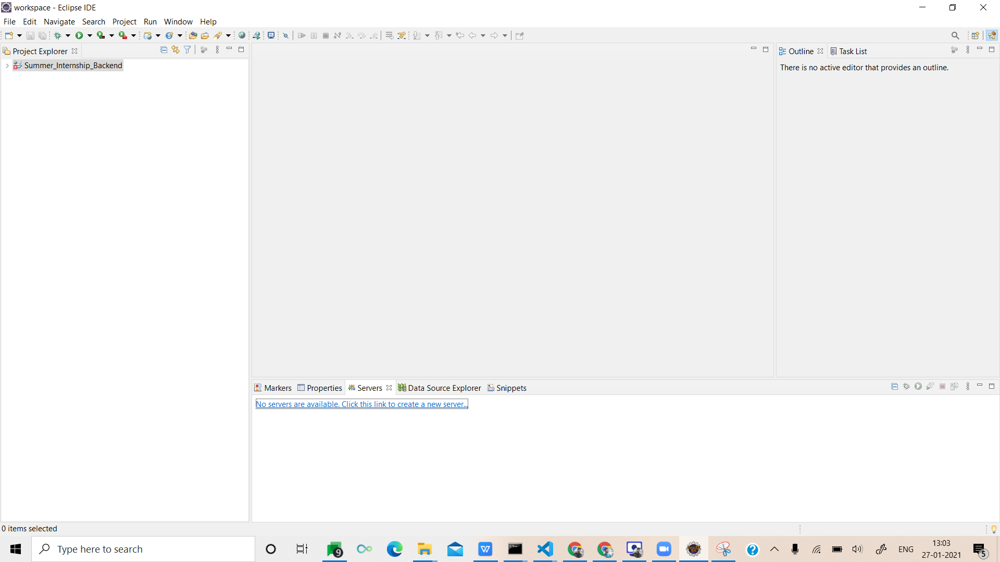 workspace - Eclipse IDE
File Edit Navigate Search Project Run Window Help
Project Explorer
Summer_Internship_Backend
Outline Task List
There is no active editor that provides an outline.
Markers Properties Servers Data Source Explorer Snippets
No servers are available. Click this link to create a new server...
0 items selected
Type here to search
9
W
ENG
13:03
27-01-2021
5